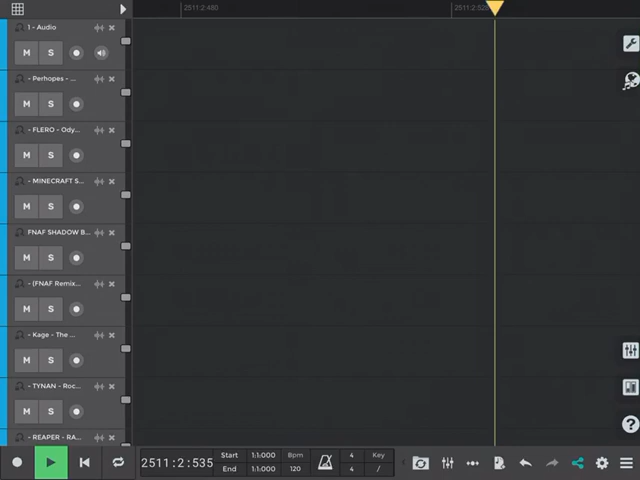 2511:2:480
2511:2:528
1 - Audio
M S
- Perhopes - ...
M S
- FLERO - Ody...
M S
- MINECRAFT S...
M S
FNAF SHADOW B...
M S
- (FNAF Remix...
M S
- Kage - The ...
M S
- TYNAN - Roc...
M S
- REAPER - RA...
2511:2:535
Start 1:1:000 Bpm 4 Key
End 1:1:000 120 4 /
?